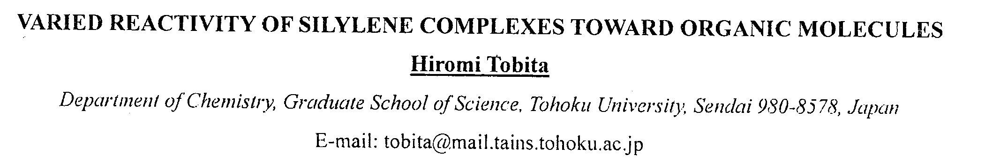 VARIED REACTIVITY OF SILYLENE COMPLEXES TOWARD ORGANIC MOLECULES
Hiromi Tobita
Department of Chemistry, Graduate School of Science, Tohoku University, Sendai 980-8578, Japan
E-mail: tobita@mail.tains.tohoku.ac.jp